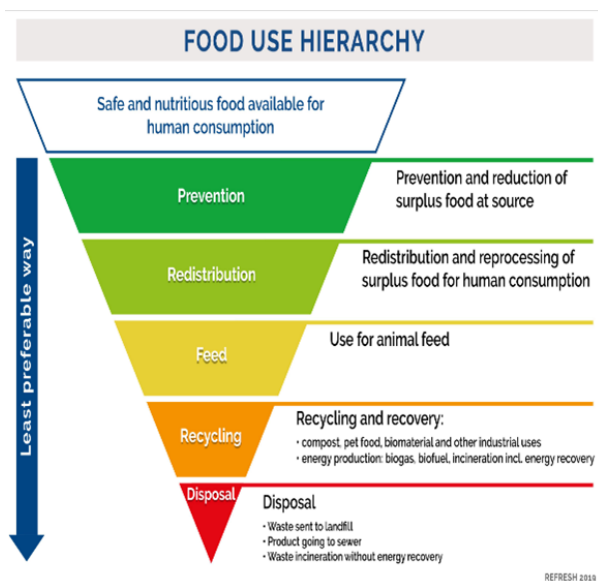 FOOD USE HIERARCHY
Safe and nutritious food available for
human consumption
Least preferable way
Prevention
Prevention and reduction of
surplus food at source
Redistribution
Redistribution and reprocessing of
surplus food for human consumption
Feed
Use for animal feed
Recycling
Recycling and recovery:
• compost, pet food, biomaterial and other industrial uses
• energy production: biogas, biofuel, incineration incl. energy recovery
Disposal
Disposal
• Waste sent to landfill
• Product going to sewer
• Waste incineration without energy recovery
REFRESH 2019